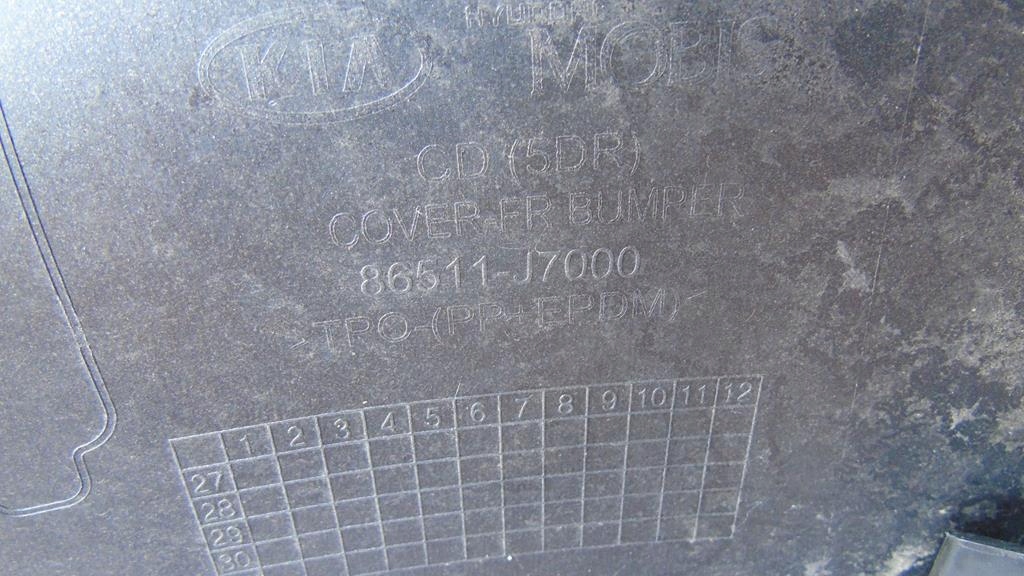 HYUNDAI
KIA MOBIS
CD (5DR)
COVER-FR BUMPER
86511-J7000
>TPO-(PP+EPDM)<
1 2 3 4 5 6 7 8 9 10 11 12
27
28
29
30